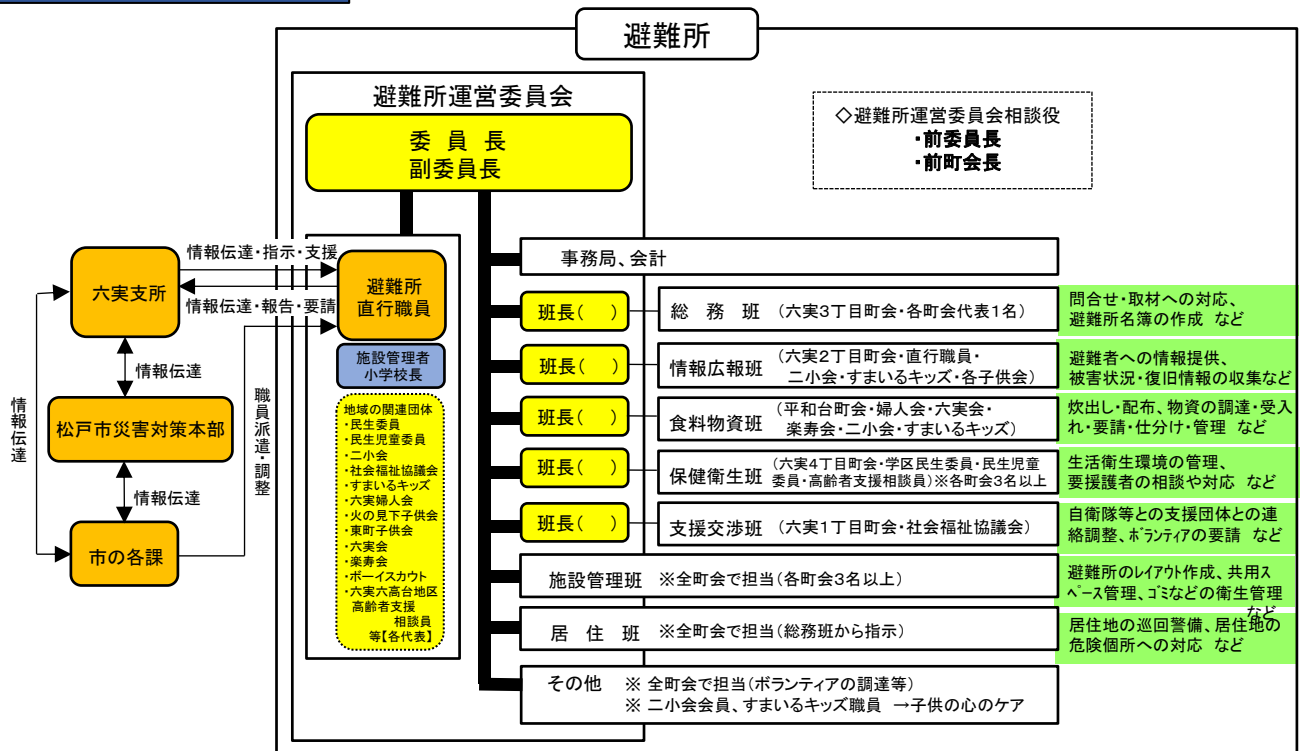 避難所
避難所運営委員会
委 員 長
副委員長
◇避難所運営委員会相談役
・前委員長
・前町会長
六実支所
情報伝達・指示・支援
情報伝達・報告・要請
情報伝達
松戸市災害対策本部
情報伝達
市の各課
情報伝達
職員派遣・調整
避難所
直行職員
施設管理者
小学校長
地域の関連団体
・民生委員
・民生児童委員
・二小会
・社会福祉協議会
・すまいるキッズ
・六実婦人会
・火の見下子供会
・東町子供会
・六実会
・楽寿会
・ボーイスカウト
・六実六高台地区
高齢者支援
相談員
等【各代表】
事務局、会計
班長( )
総 務 班 (六実3丁目町会・各町会代表1名)
問合せ・取材への対応、
避難所名簿の作成 など
班長( )
情報広報班
(六実2丁目町会・直行職員・
二小会・すまいるキッズ・各子供会)
避難者への情報提供、
被害状況・復旧情報の収集など
班長( )
食料物資班
(平和台町会・婦人会・六実会・
楽寿会・二小会・すまいるキッズ)
炊出し・配布、物資の調達・受入
れ・要請・仕分け・管理 など
班長( )
保健衛生班
(六実4丁目町会・学区民生委員・民生児童
委員・高齢者支援相談員)※各町会3名以上
生活衛生環境の管理、
要援護者の相談や対応 など
班長( )
支援交渉班 (六実1丁目町会・社会福祉協議会)
自衛隊等との支援団体との連
絡調整、ボランティアの要請 など
施設管理班 ※全町会で担当(各町会3名以上)
避難所のレイアウト作成、共用ス
ペース管理、ゴミなどの衛生管理
など
居 住 班 ※全町会で担当(総務班から指示)
居住地の巡回警備、居住地の
危険個所への対応 など
その他 ※ 全町会で担当(ボランティアの調達等)
※ 二小会会員、すまいるキッズ職員 →子供の心のケア